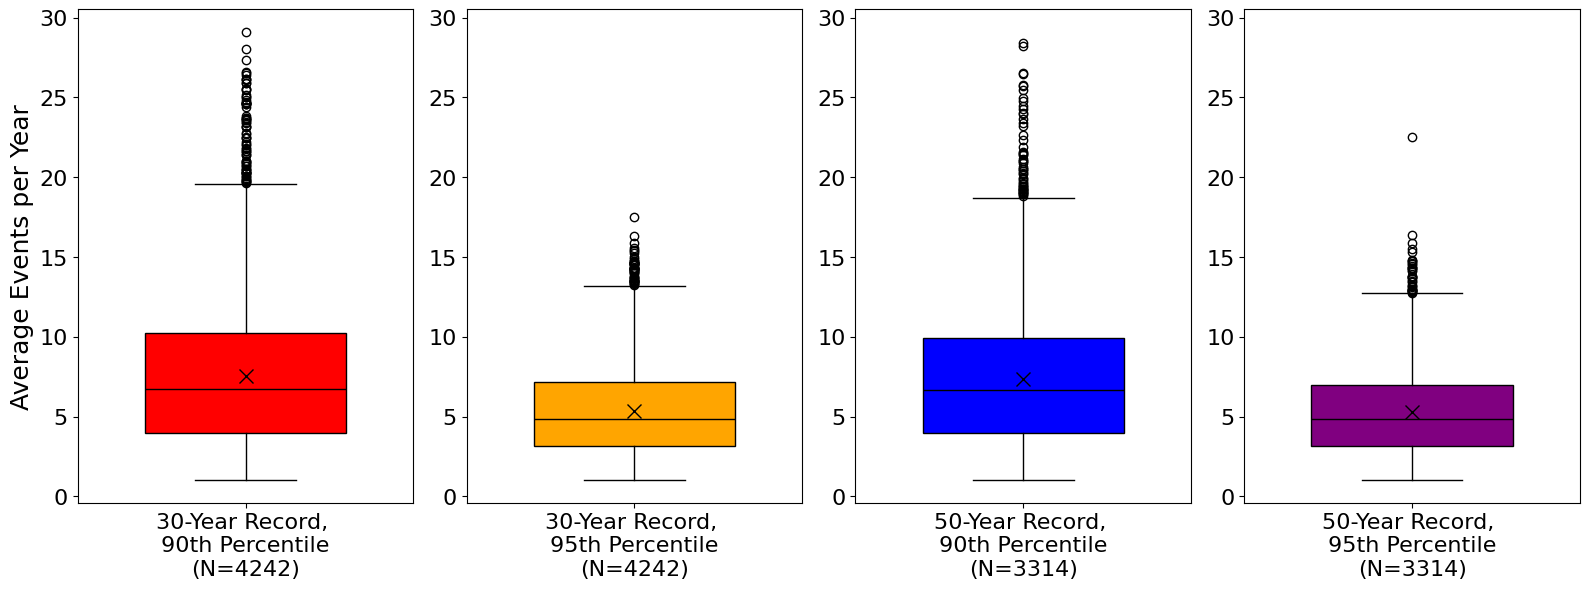 Average Events per Year
30
25
20
15
10
5
0
30-Year Record,
90th Percentile
(N=4242)
30
25
20
15
10
5
0
30-Year Record,
95th Percentile
(N=4242)
30
25
20
15
10
5
0
50-Year Record,
90th Percentile
(N=3314)
30
25
20
15
10
5
0
50-Year Record,
95th Percentile
(N=3314)